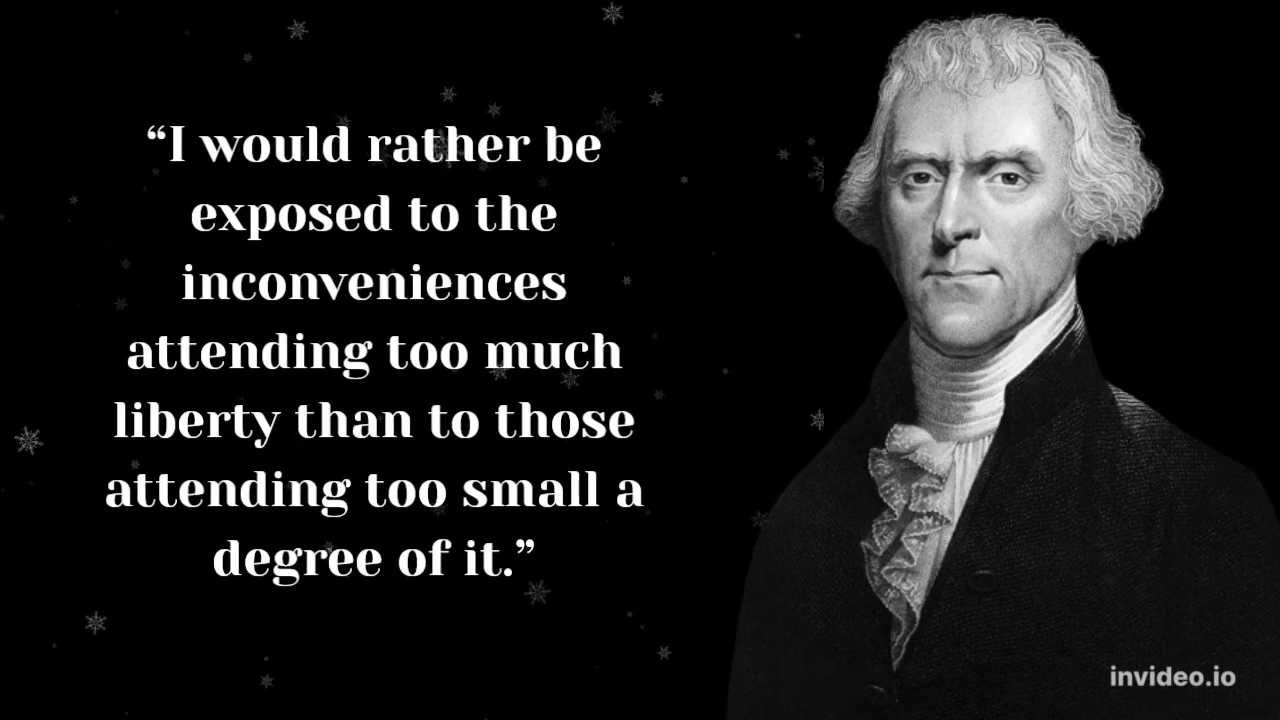 “I would rather be
exposed to the
inconveniences
attending too much
liberty than to those
attending too small a
degree of it.”
invideo.io